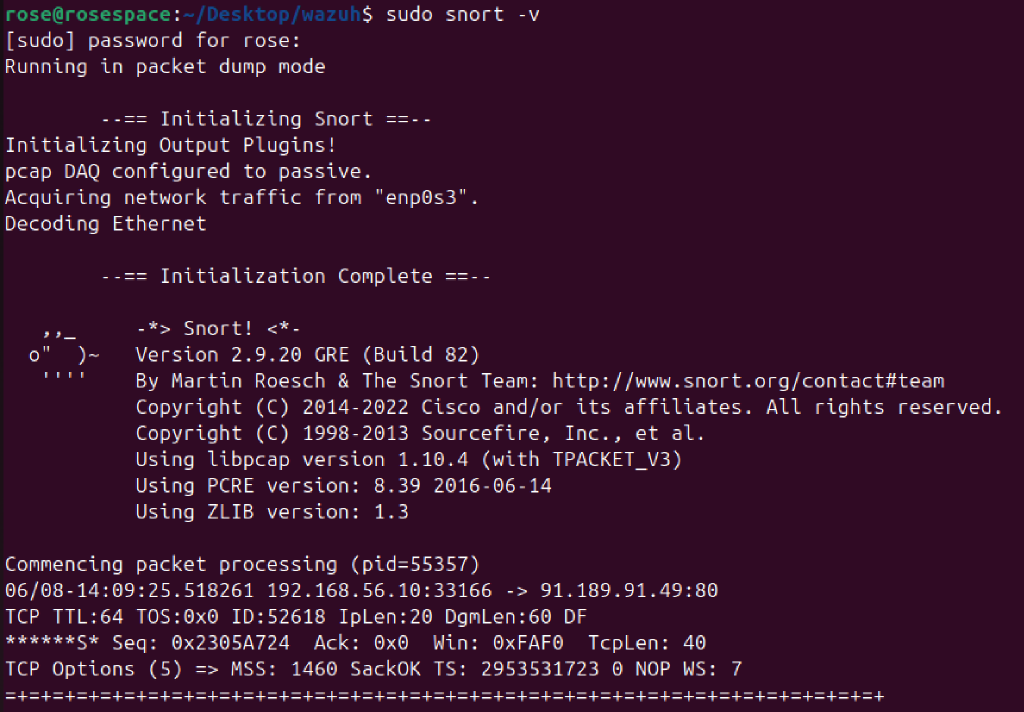 rose@rosespace:~/Desktop/wazuh$ sudo snort -v
[sudo] password for rose:
Running in packet dump mode
--== Initializing Snort ==--
Initializing Output Plugins!
pcap DAQ configured to passive.
Acquiring network traffic from "enp0s3".
Decoding Ethernet
--== Initialization Complete ==--
,,_     -*> Snort! <*-
o"  )~   Version 2.9.20 GRE (Build 82)
''''    By Martin Roesch & The Snort Team: http://www.snort.org/contact#team
Copyright (C) 2014-2022 Cisco and/or its affiliates. All rights reserved.
Copyright (C) 1998-2013 Sourcefire, Inc., et al.
Using libpcap version 1.10.4 (with TPACKET_V3)
Using PCRE version: 8.39 2016-06-14
Using ZLIB version: 1.3
Commencing packet processing (pid=55357)
06/08-14:09:25.518261 192.168.56.10:33166 -> 91.189.91.49:80
TCP TTL:64 TOS:0x0 ID:52618 IpLen:20 DgmLen:60 DF
******S* Seq: 0x2305A724  Ack: 0x0  Win: 0xFAF0  TcpLen: 40
TCP Options (5) => MSS: 1460 SackOK TS: 2953531723 0 NOP WS: 7
=+=+=+=+=+=+=+=+=+=+=+=+=+=+=+=+=+=+=+=+=+=+=+=+=+=+=+=+=+=+=+=+=+=+=+=+=+